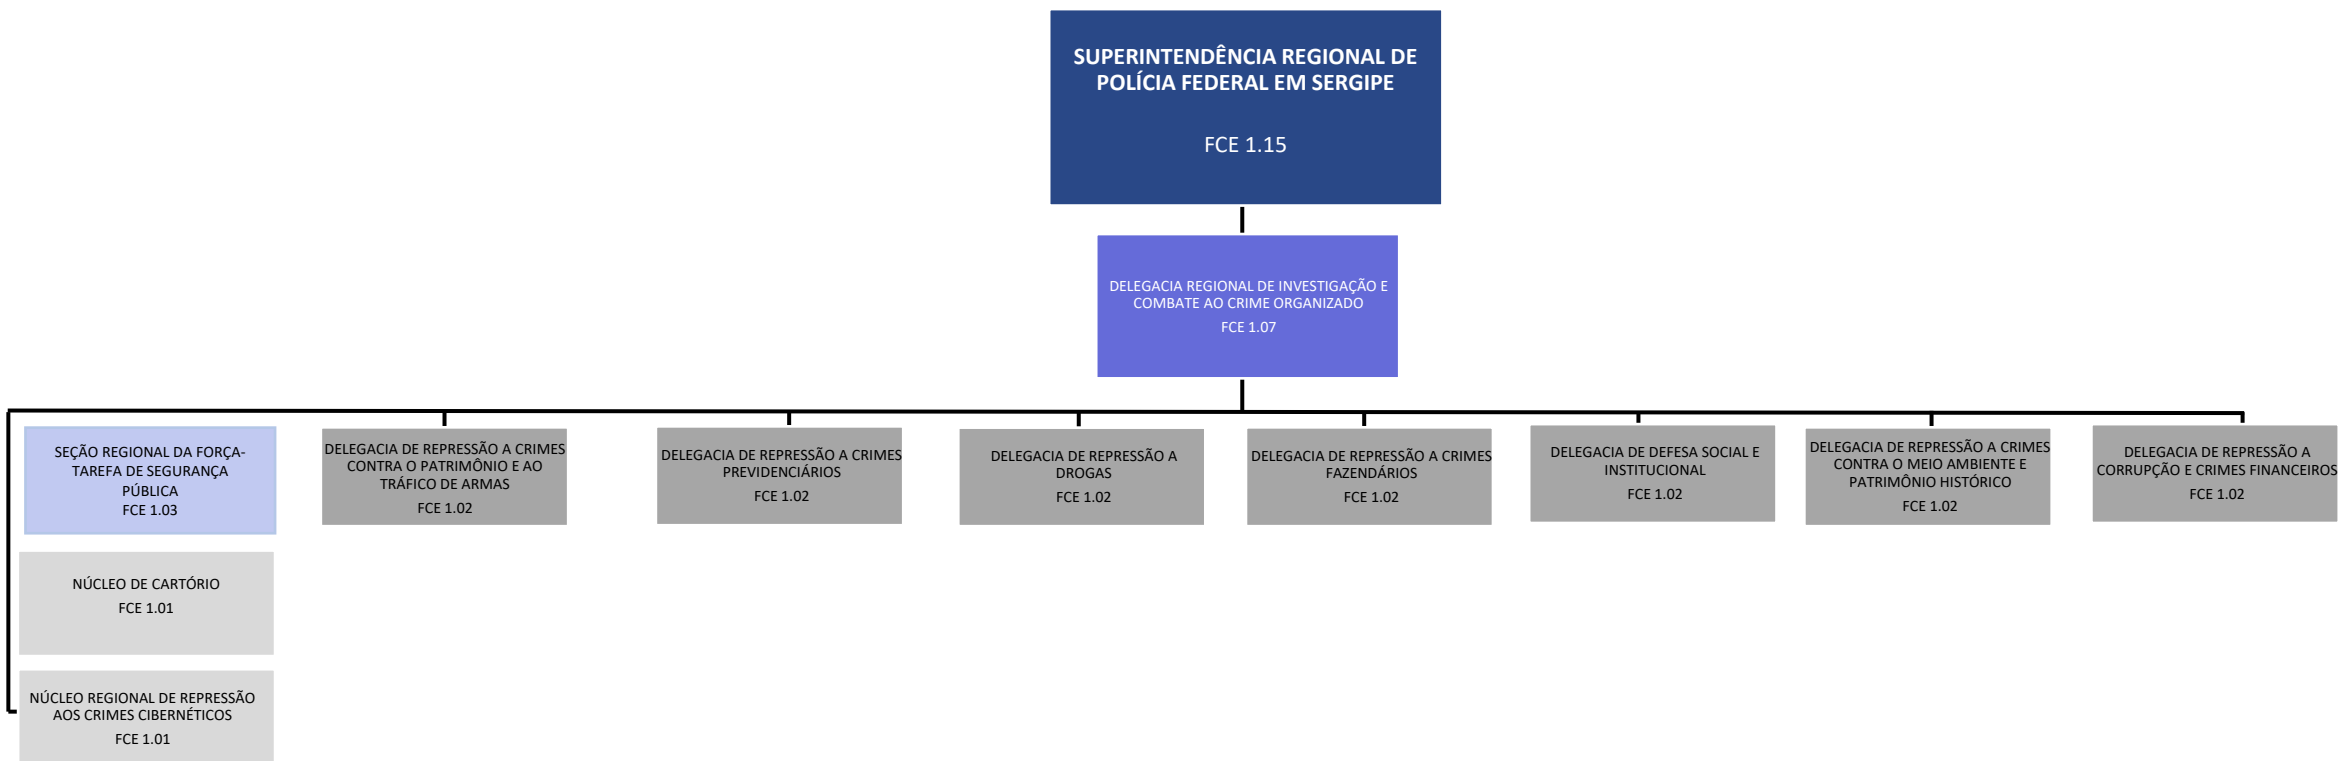 SUPERINTENDÊNCIA REGIONAL DE
POLÍCIA FEDERAL EM SERGIPE
FCE 1.15
DELEGACIA REGIONAL DE INVESTIGAÇÃO E
COMBATE AO CRIME ORGANIZADO
FCE 1.07
SEÇÃO REGIONAL DA FORÇA-
TAREFA DE SEGURANÇA
PÚBLICA
FCE 1.03
DELEGACIA DE REPRESSÃO A CRIMES
CONTRA O PATRIMÔNIO E AO
TRÁFICO DE ARMAS
FCE 1.02
DELEGACIA DE REPRESSÃO A CRIMES
PREVIDENCIÁRIOS
FCE 1.02
DELEGACIA DE REPRESSÃO A
DROGAS
FCE 1.02
DELEGACIA DE REPRESSÃO A CRIMES
FAZENDÁRIOS
FCE 1.02
DELEGACIA DE DEFESA SOCIAL E
INSTITUCIONAL
FCE 1.02
DELEGACIA DE REPRESSÃO A CRIMES
CONTRA O MEIO AMBIENTE E
PATRIMÔNIO HISTÓRICO
FCE 1.02
DELEGACIA DE REPRESSÃO A
CORRUPÇÃO E CRIMES FINANCEIROS
FCE 1.02
NÚCLEO DE CARTÓRIO
FCE 1.01
NÚCLEO REGIONAL DE REPRESSÃO
AOS CRIMES CIBERNÉTICOS
FCE 1.01